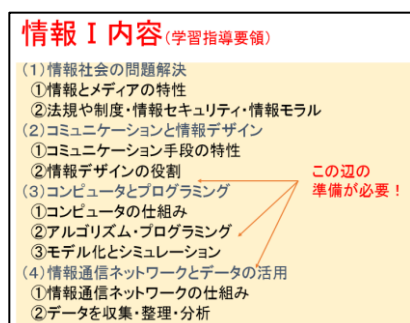 情報Ⅰ内容(学習指導要領)
(1)情報社会の問題解決
①情報とメディアの特性
②法規や制度・情報セキュリティ・情報モラル
(2)コミュニケーションと情報デザイン
①コミュニケーション手段の特性
②情報デザインの役割
(3)コンピュータとプログラミング
①コンピュータの仕組み
②アルゴリズム・プログラミング
③モデル化とシミュレーション
(4)情報通信ネットワークとデータの活用
①情報通信ネットワークの仕組み
②データを収集・整理・分析
この辺の
準備が必要!